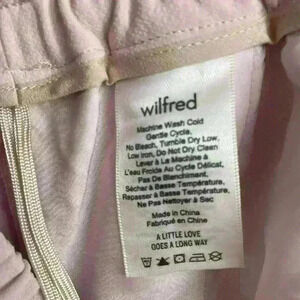 wilfred
Machine Wash Cold
Gentle Cycle,
No Bleach, Tumble Dry Low,
Low Iron, Do Not Dry Clean
Laver à La Machine à
L'eau Froide Au Cycle Délicat,
Pas De Blanchiment,
Sécher à Basse Température,
Repasser à Basse Température,
Ne Pas Nettoyer à Sec
Made in China
Fabriqué en Chine
A LITTLE LOVE
GOES A LONG WAY